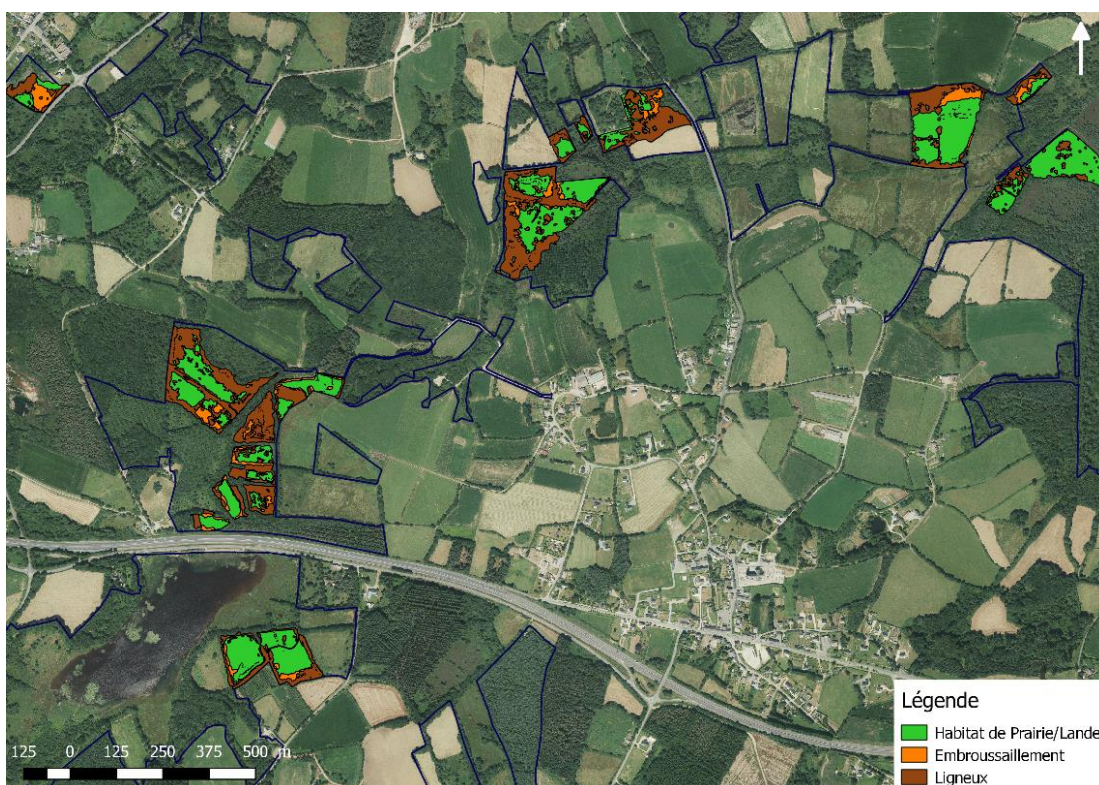 125 0 125 250 375 500 m
Légende
Habitat de Prairie/Lande
Embroussaillement
Ligneux